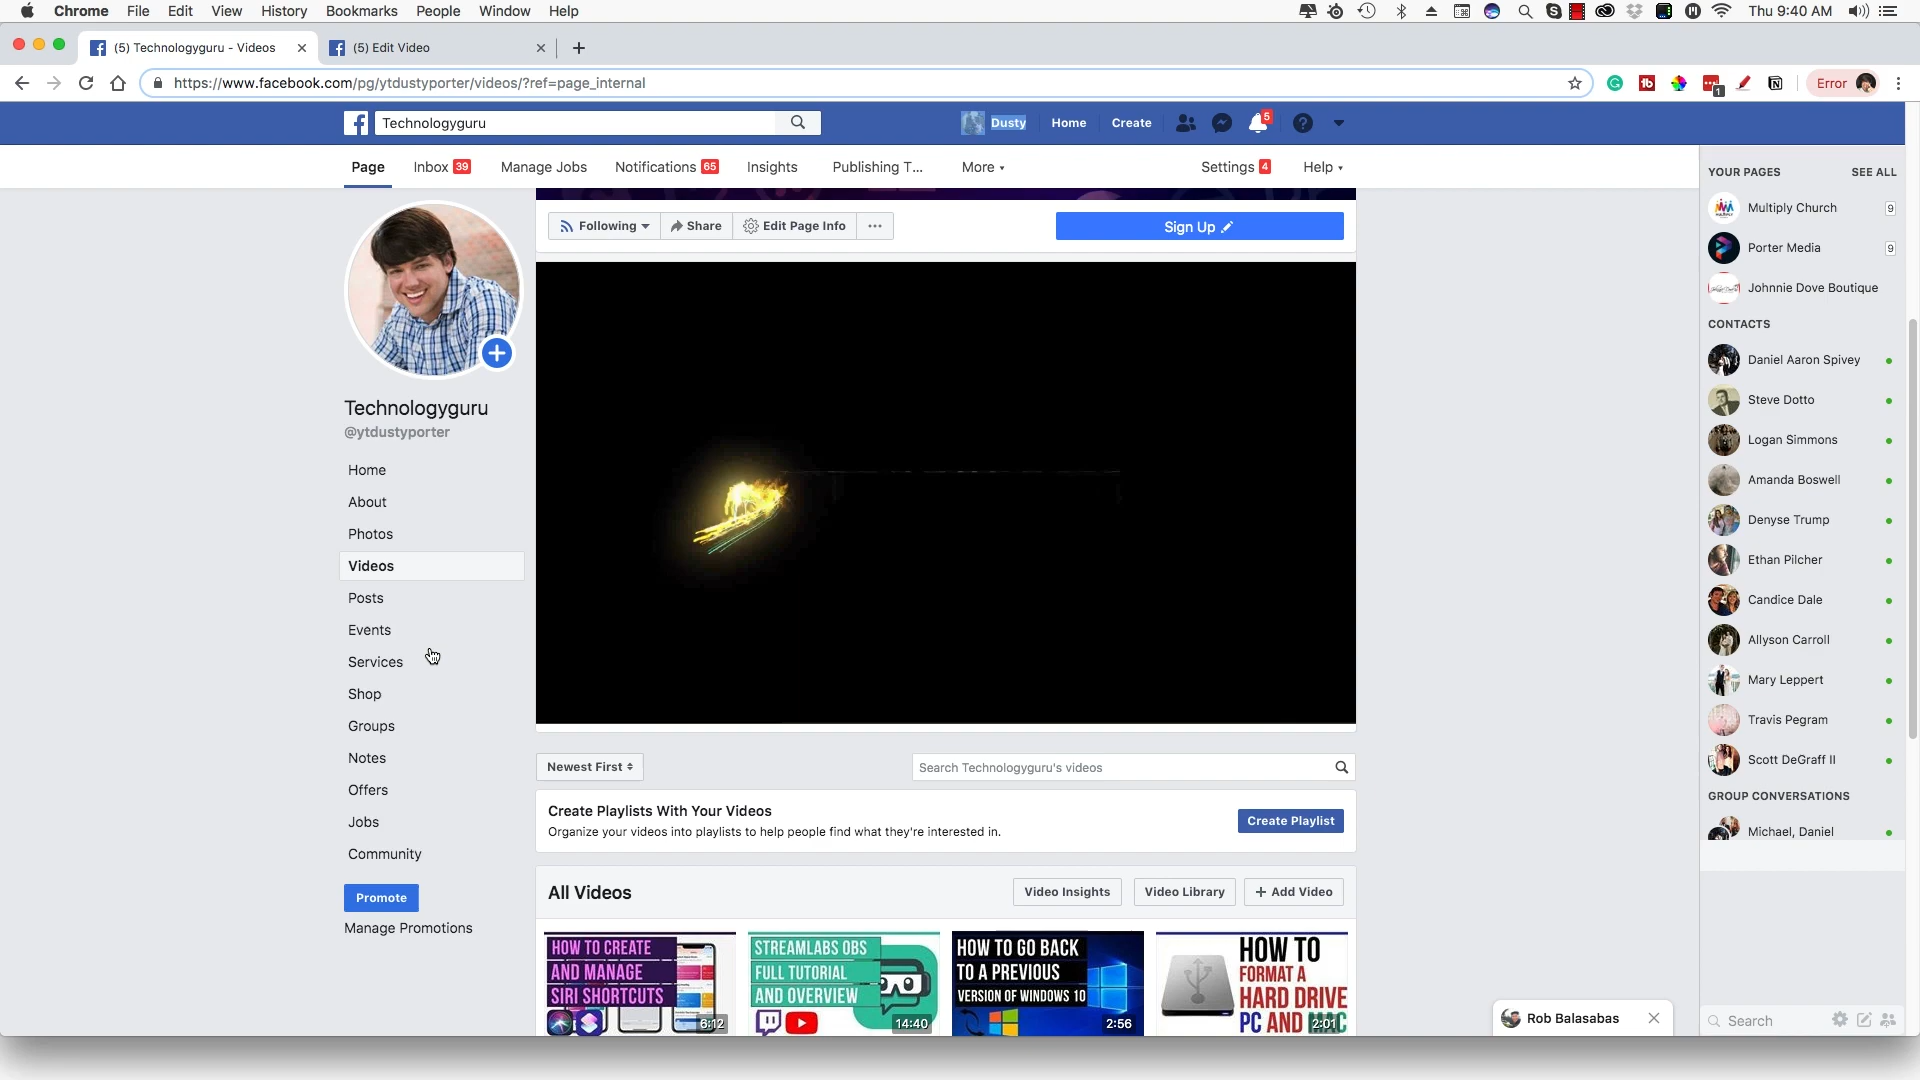 Chrome File Edit View History Bookmarks People Window Help Thu 9:40 AM
(5) Technologyguru - Videos (5) Edit Video
https://www.facebook.com/pg/ytdustyporter/videos/?ref=page_internal 1 Error
Technologyguru Dusty Home Create 5
Page Inbox 39 Manage Jobs Notifications 65 Insights Publishing T... More Settings 4 Help
Following Share Edit Page Info Sign Up
Technologyguru
@ytdustyporter
Home
About
Photos
Videos
Posts
Events
Services
Shop
Groups
Notes
Offers
Jobs
Community
Promote
Manage Promotions
Newest First Search Technologyguru's videos
Create Playlists With Your Videos
Organize your videos into playlists to help people find what they're interested in.
Create Playlist
All Videos Video Insights Video Library + Add Video
HOW TO CREATE
AND MANAGE
SIRI SHORTCUTS
6:12
STREAMLABS OBS
FULL TUTORIAL
AND OVERVIEW
14:40
HOW TO GO BACK
TO A PREVIOUS
VERSION OF WINDOWS 10
2:56
HOW TO
FORMAT A
HARD DRIVE
PC AND MAC
2:01
YOUR PAGES SEE ALL
Multiply Church 9
Porter Media 9
Johnnie Dove Boutique
CONTACTS
Daniel Aaron Spivey
Steve Dotto
Logan Simmons
Amanda Boswell
Denyse Trump
Ethan Pilcher
Candice Dale
Allyson Carroll
Mary Leppert
Travis Pegram
Scott DeGraff II
GROUP CONVERSATIONS
Michael, Daniel
Rob Balasabas
Search